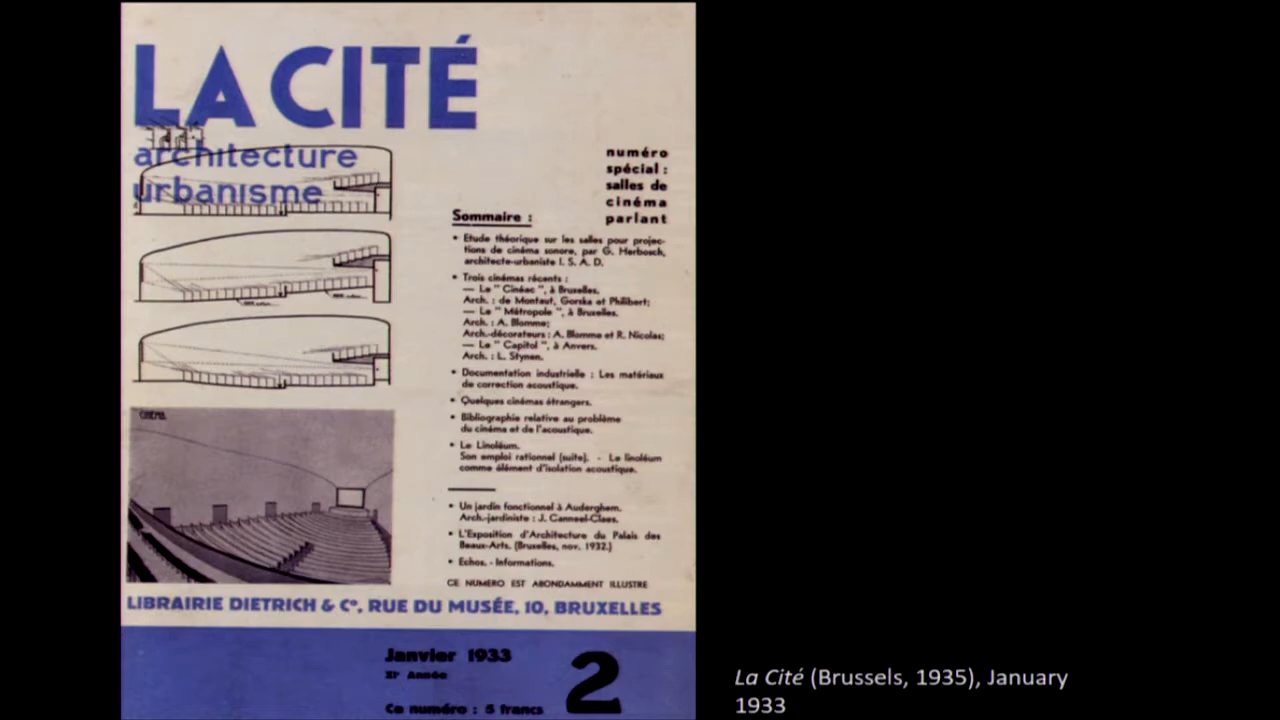 LA CITÉ
architecture
urbanisme
numéro
spécial :
salles de
cinéma
parlant
Sommaire :
• Etude théorique sur les salles pour projec-
tions de cinéma sonore, par G. Herbosch,
architecte-urbaniste I. S. A. D.
• Trois cinémas récents :
— Le " Cinéac ", à Bruxelles.
Arch. : de Montaut, Gorska et Philibert;
— Le " Métropole ", à Bruxelles.
Arch. : A. Blomme;
Arch.-décorateurs : A. Blomme et R. Nicolas;
— Le " Capitol ", à Anvers.
Arch. : L. Stynen.
• Documentation industrielle : Les matériaux
de correction acoustique.
• Quelques cinémas étrangers.
• Bibliographie relative au problème
du cinéma et de l'acoustique.
• Le Linoléum.
Son emploi rationnel (suite). - Le linoléum
comme élément d'isolation acoustique.
• Un jardin fonctionnel à Auderghem.
Arch.-jardiniste : J. Canneel-Claes.
• L'Exposition d'Architecture du Palais des
Beaux-Arts. (Bruxelles, nov. 1932.)
• Echos. - Informations.
CE NUMERO EST ABONDAMMENT ILLUSTRE
CINÉMA
LIBRAIRIE DIETRICH & Cº, RUE DU MUSÉE, 10, BRUXELLES
Janvier 1933
XIᵉ Année
2
Ce numéro : 5 francs
La Cité (Brussels, 1935), January
1933